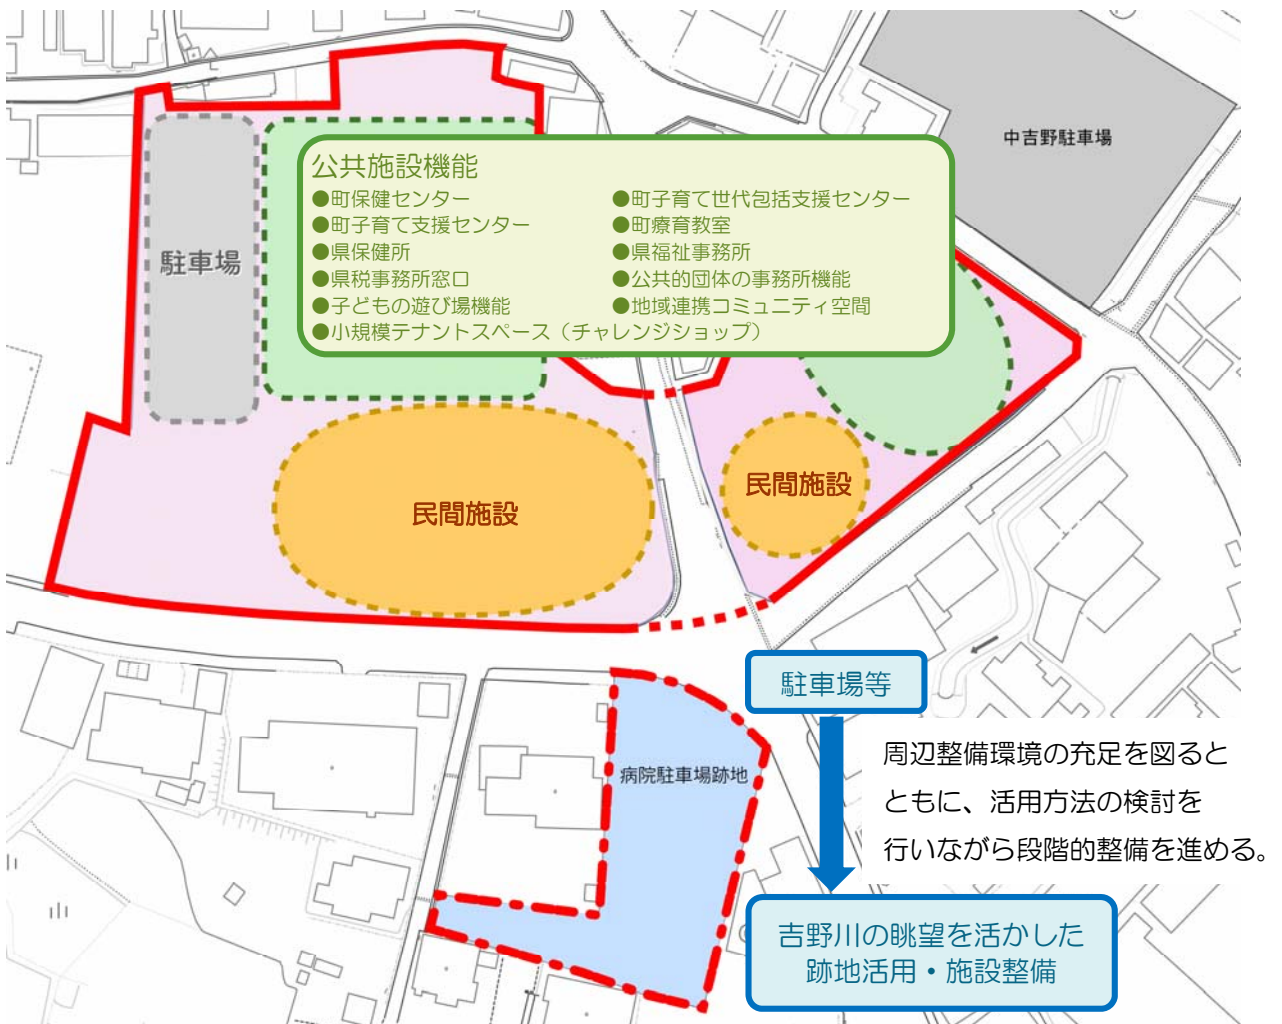 中吉野駐車場
公共施設機能
●町保健センター
●町子育て世代包括支援センター
●町子育て支援センター
●町療育教室
●県保健所
●県福祉事務所
●県税事務所窓口
●公共的団体の事務所機能
●子どもの遊び場機能
●地域連携コミュニティ空間
●小規模テナントスペース（チャレンジショップ）
駐車場
民間施設
民間施設
駐車場等
病院駐車場跡地
周辺整備環境の充足を図ると
ともに、活用方法の検討を
行いながら段階的整備を進める。
吉野川の眺望を活かした
跡地活用・施設整備